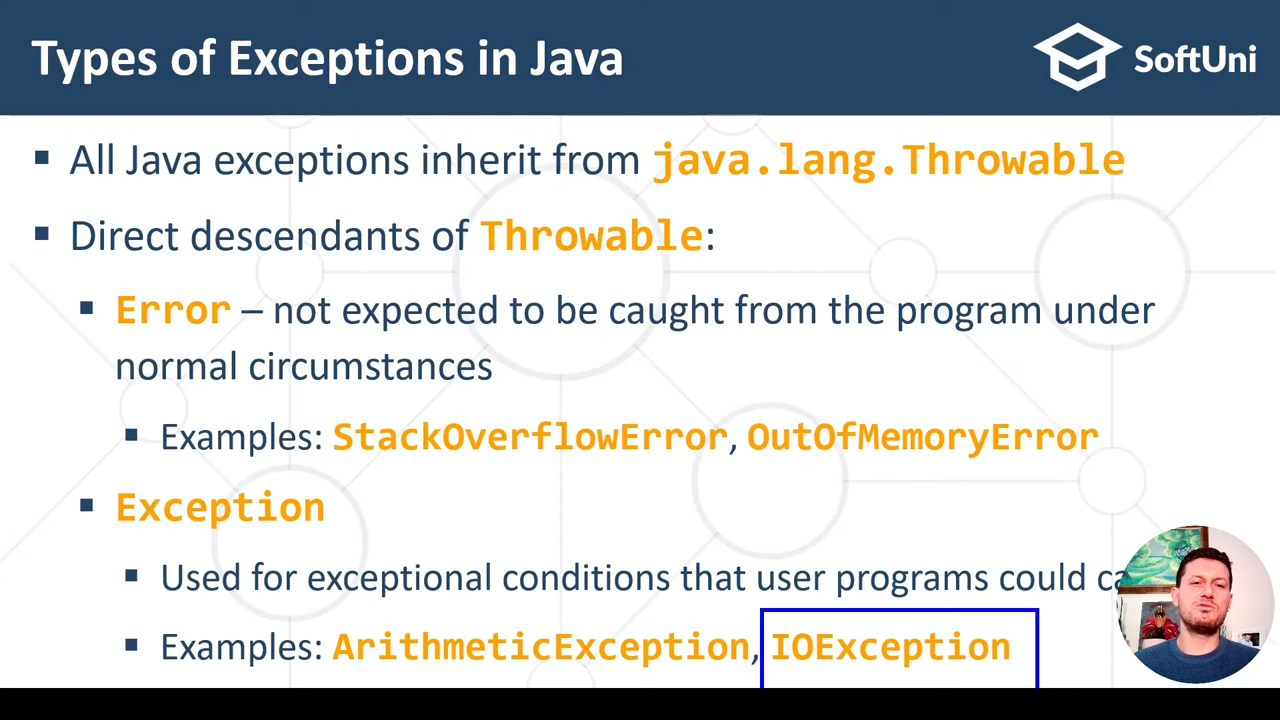 Types of Exceptions in Java
SoftUni
▪ All Java exceptions inherit from java.lang.Throwable
▪ Direct descendants of Throwable:
▪ Error – not expected to be caught from the program under
normal circumstances
▪ Examples: StackOverflowError, OutOfMemoryError
▪ Exception
▪ Used for exceptional conditions that user programs could
▪ Examples: ArithmeticException, IOException